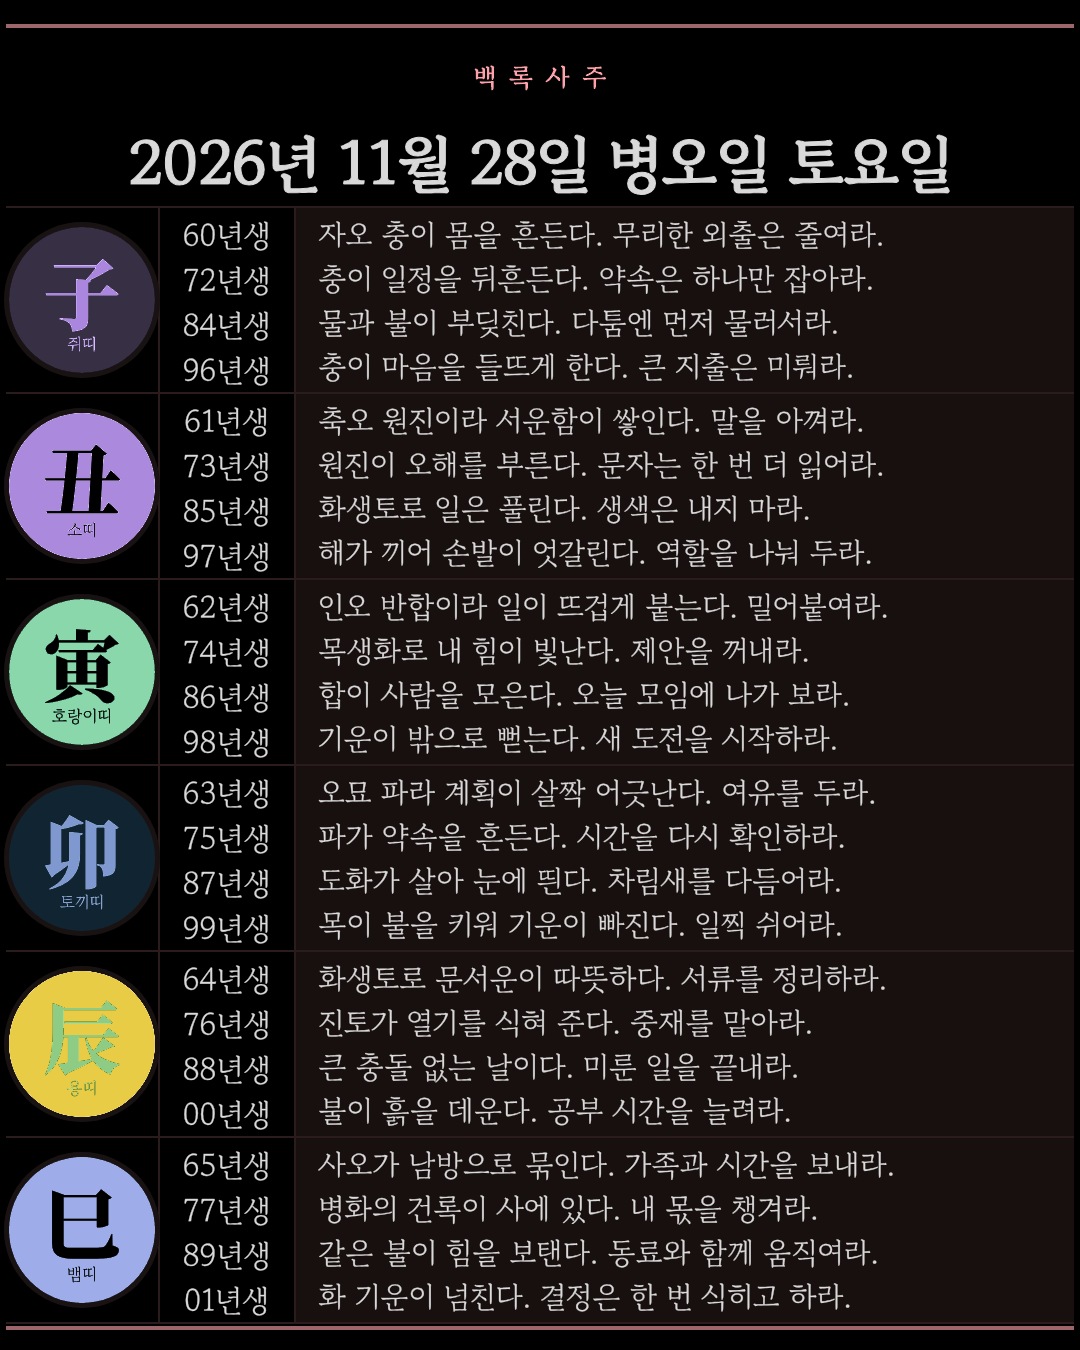 백록사주
2026년 11월 28일 병오일 토요일
子
쥐띠
60년생 자오 충이 몸을 흔든다. 무리한 외출은 줄여라.
72년생 충이 일정을 뒤흔든다. 약속은 하나만 잡아라.
84년생 물과 불이 부딪친다. 다툼엔 먼저 물러서라.
96년생 충이 마음을 들뜨게 한다. 큰 지출은 미뤄라.
丑
소띠
61년생 축오 원진이라 서운함이 쌓인다. 말을 아껴라.
73년생 원진이 오해를 부른다. 문자는 한 번 더 읽어라.
85년생 화생토로 일은 풀린다. 생색은 내지 마라.
97년생 해가 끼어 손발이 엇갈린다. 역할을 나눠 두라.
寅
호랑이띠
62년생 인오 반합이라 일이 뜨겁게 붙는다. 밀어붙여라.
74년생 목생화로 내 힘이 빛난다. 제안을 꺼내라.
86년생 합이 사람을 모은다. 오늘 모임에 나가 보라.
98년생 기운이 밖으로 뻗는다. 새 도전을 시작하라.
卯
토끼띠
63년생 오묘 파라 계획이 살짝 어긋난다. 여유를 두라.
75년생 파가 약속을 흔든다. 시간을 다시 확인하라.
87년생 도화가 살아 눈에 띈다. 차림새를 다듬어라.
99년생 목이 불을 키워 기운이 빠진다. 일찍 쉬어라.
辰
용띠
64년생 화생토로 문서운이 따뜻하다. 서류를 정리하라.
76년생 진토가 열기를 식혀 준다. 중재를 맡아라.
88년생 큰 충돌 없는 날이다. 미룬 일을 끝내라.
00년생 불이 흙을 데운다. 공부 시간을 늘려라.
巳
뱀띠
65년생 사오가 남방으로 묶인다. 가족과 시간을 보내라.
77년생 병화의 건록이 사에 있다. 내 몫을 챙겨라.
89년생 같은 불이 힘을 보탠다. 동료와 함께 움직여라.
01년생 화 기운이 넘친다. 결정은 한 번 식히고 하라.